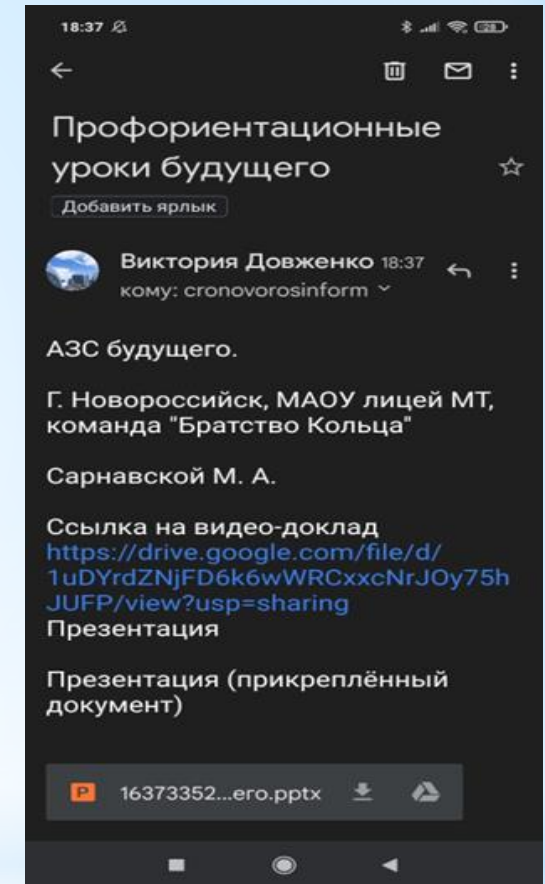 18:37
28
Профориентационные
уроки будущего
Добавить ярлык
Виктория Довженко 18:37
кому: cronovorosinform
АЗС будущего.
Г. Новороссийск, МАОУ лицей МТ,
команда "Братство Кольца"
Сарнавской М. А.
Ссылка на видео-доклад
https://drive.google.com/file/d/
1uDYrdZNjFD6k6wWRCxxcNrJOy75h
JUFP/view?usp=sharing
Презентация
Презентация (прикреплённый
документ)
P 16373352...его.pptx